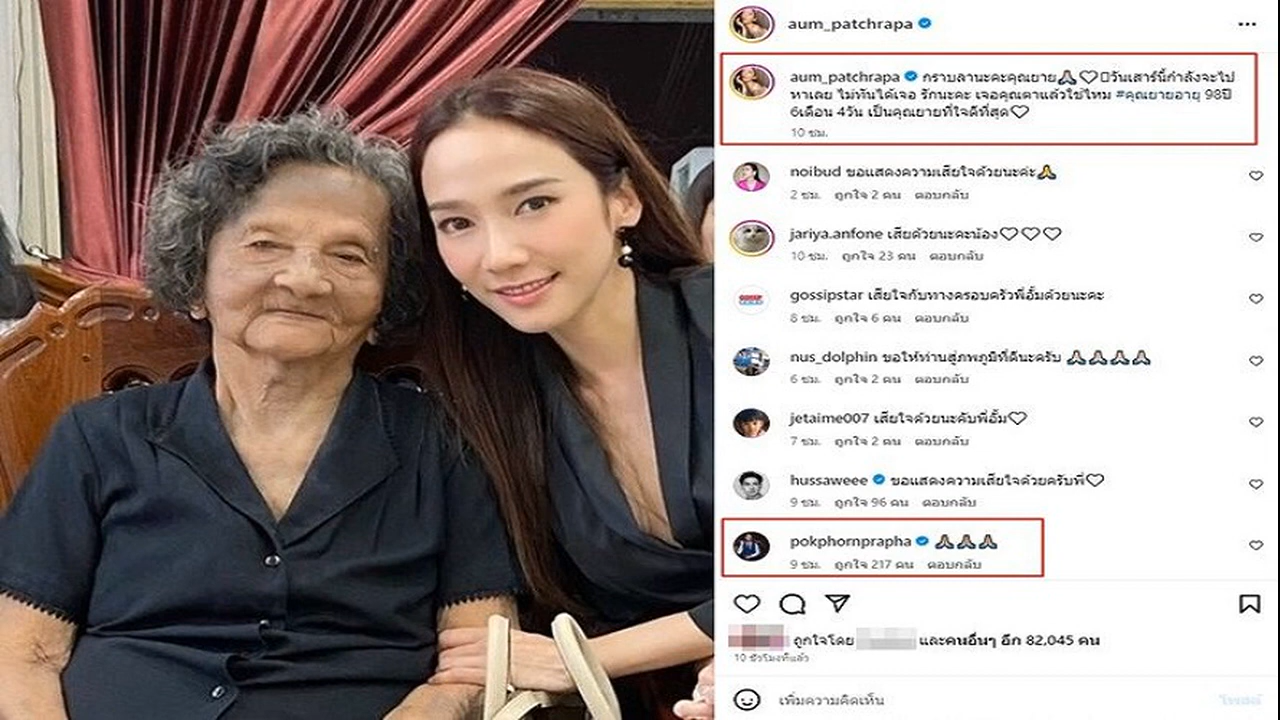 aum_patchrapa
aum_patchrapa กราบลานะคะคุณยาย🙏🏽🤍วันเสาร์นี้กำลังจะไป
หาเลย ไม่ทันได้เจอ รักนะคะ เจอคุณตาแล้วใช่ไหม #คุณยายอายุ 98ปี
6เดือน 4วัน เป็นคุณยายที่ใจดีที่สุด🤍
10 ชม.
noibud ขอแสดงความเสียใจด้วยนะค่ะ🙏
2 ชม. ถูกใจ 2 คน ตอบกลับ
jariya.anfone เสียด้วยนะคะน้อง🤍🤍🤍
10 ชม. ถูกใจ 23 คน ตอบกลับ
gossipstar เสียใจกับทางครอบครัวพี่อั้มด้วยนะคะ
8 ชม. ถูกใจ 6 คน ตอบกลับ
nus_dolphin ขอให้ท่านสู่ภพภูมิที่ดีนะครับ 🙏🏽🙏🏽🙏🏽🙏🏽
6 ชม. ถูกใจ 2 คน ตอบกลับ
jetaime007 เสียใจด้วยนะคับพี่อั้ม🤍
7 ชม. ถูกใจ 2 คน ตอบกลับ
hussaweee ขอแสดงความเสียใจด้วยครับพี่🤍
9 ชม. ถูกใจ 96 คน ตอบกลับ
pokphornprapha 🙏🏽🙏🏽🙏🏽
9 ชม. ถูกใจ 217 คน ตอบกลับ
ถูกใจโดย และคนอื่นๆ อีก 82,045 คน
10 ชั่วโมงที่แล้ว
เพิ่มความคิดเห็น
โพสต์